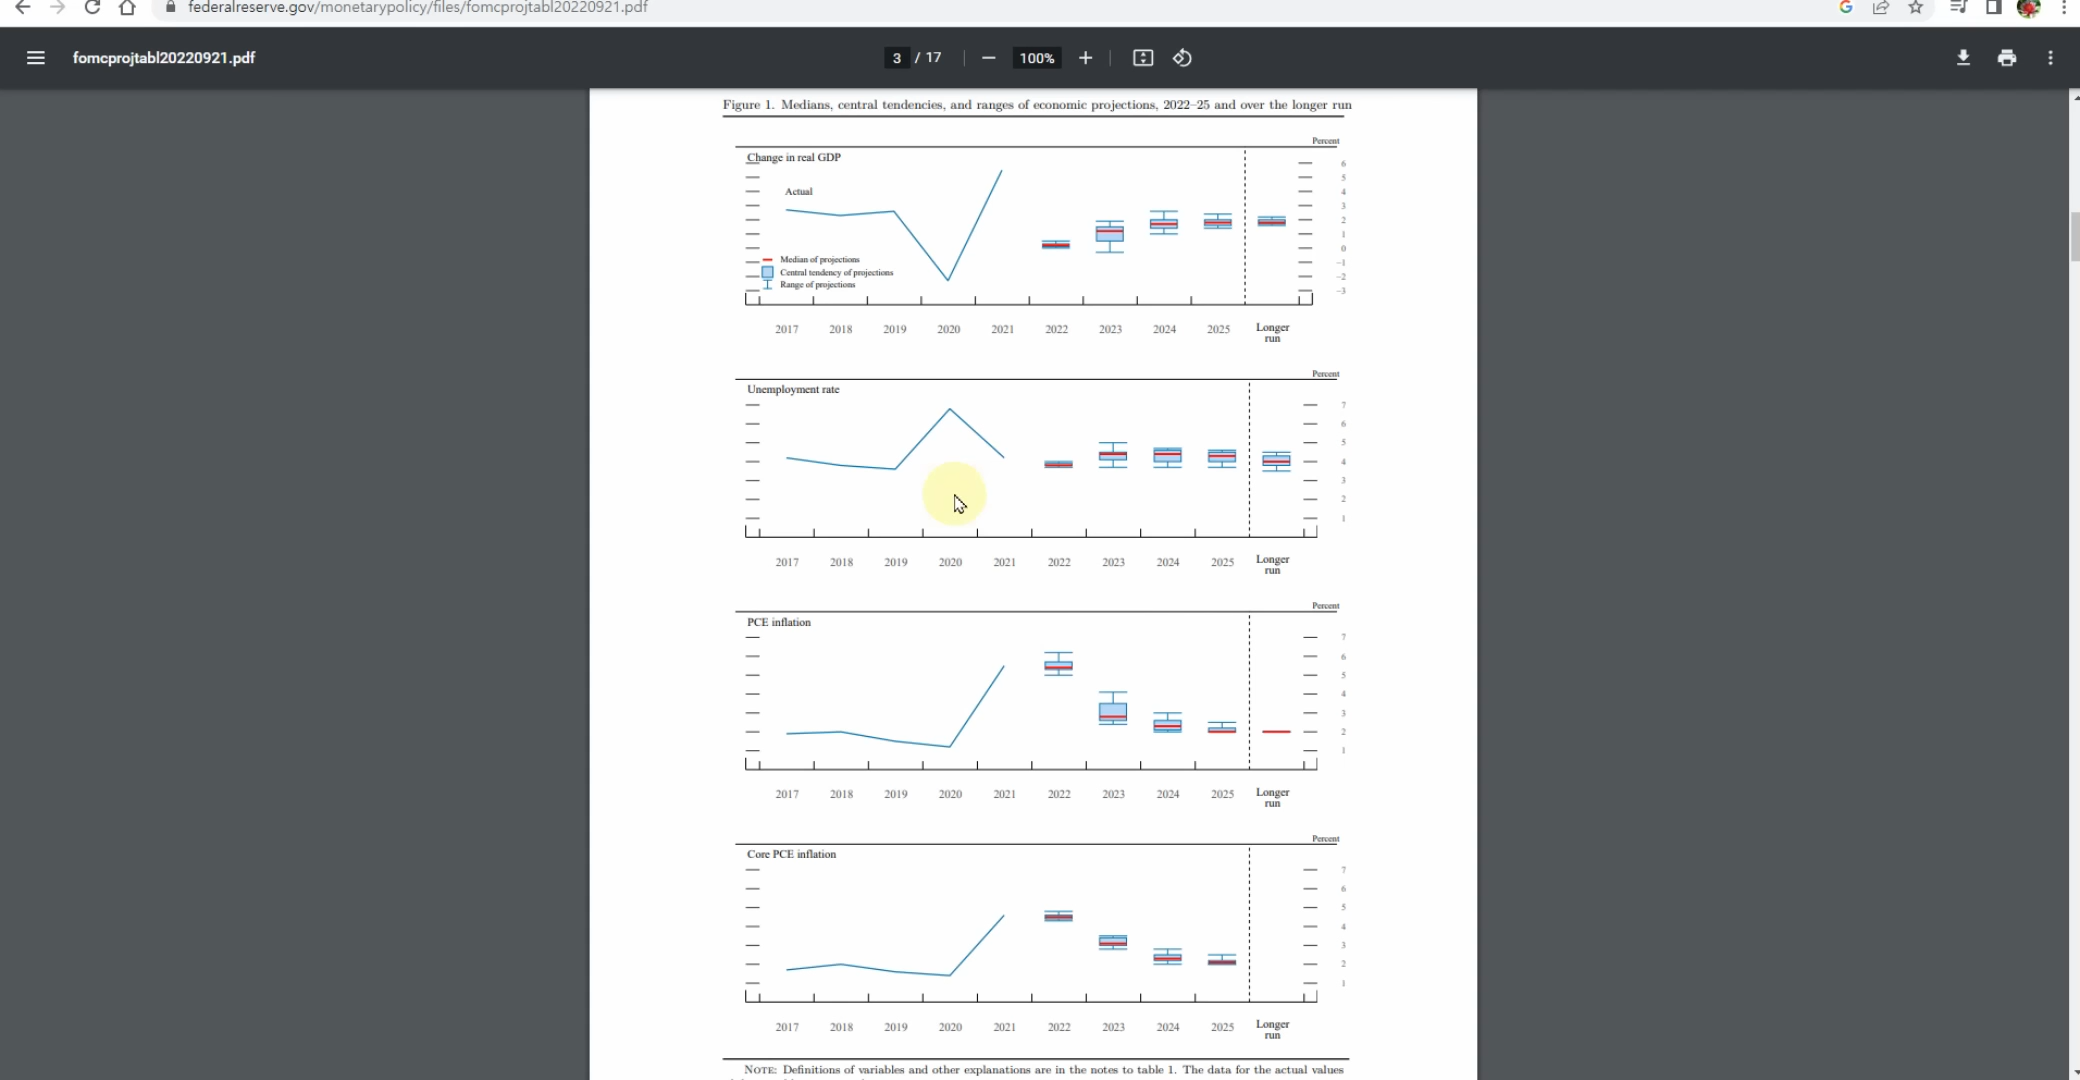 federalreserve.gov/monetarypolicy/files/fomcprojtabl20220921.pdf
fomcprojtabl20220921.pdf
3 / 17
100%
Figure 1. Medians, central tendencies, and ranges of economic projections, 2022–25 and over the longer run
Percent
Change in real GDP
Actual
Median of projections
Central tendency of projections
Range of projections
6
5
4
3
2
1
0
−1
−2
−3
2017 2018 2019 2020 2021 2022 2023 2024 2025 Longer
run
Percent
Unemployment rate
7
6
5
4
3
2
1
2017 2018 2019 2020 2021 2022 2023 2024 2025 Longer
run
Percent
PCE inflation
7
6
5
4
3
2
1
2017 2018 2019 2020 2021 2022 2023 2024 2025 Longer
run
Percent
Core PCE inflation
7
6
5
4
3
2
1
2017 2018 2019 2020 2021 2022 2023 2024 2025 Longer
run
NOTE: Definitions of variables and other explanations are in the notes to table 1. The data for the actual values